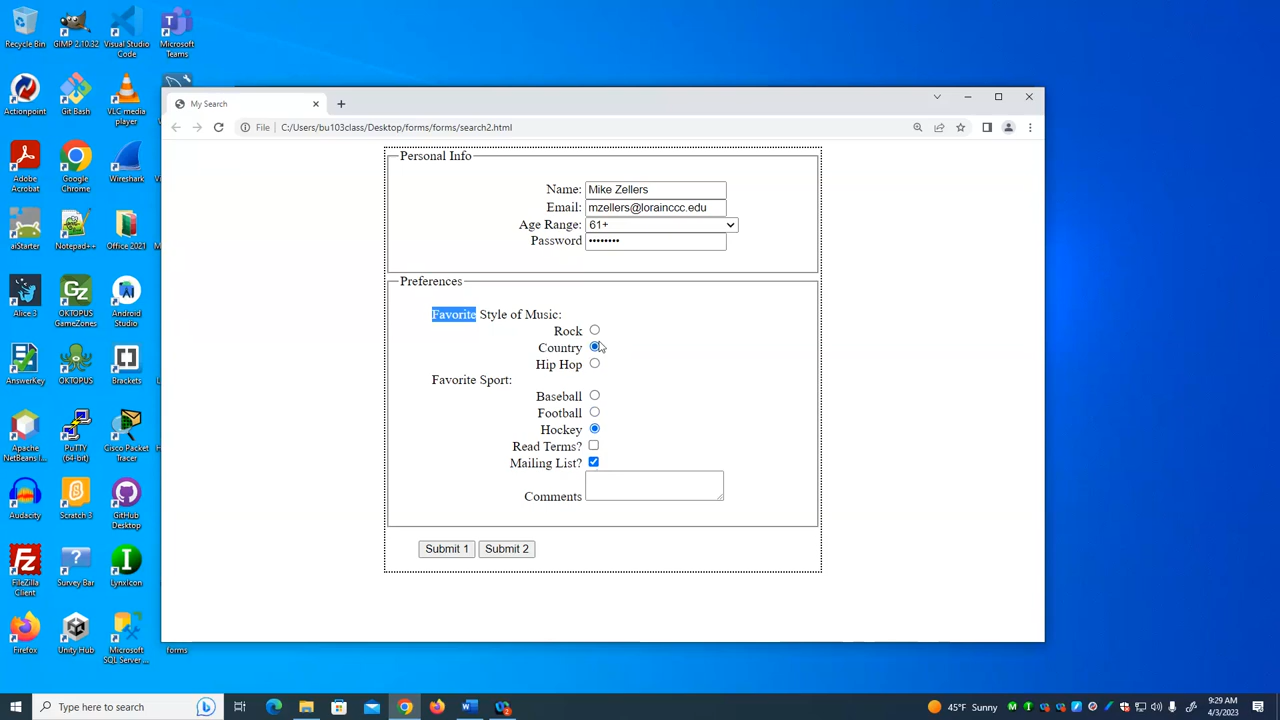 Recycle Bin
GIMP 2.10.32
Visual Studio Code
Microsoft Teams
Actionpoint
Git Bash
VLC media player
Adobe Acrobat
Google Chrome
Wireshark
aiStarter
Notepad++
Office 2021
Alice 3
OKTOPUS GameZones
Android Studio
AnswerKey
OKTOPUS
Brackets
Apache NetBeans I...
PuTTY (64-bit)
Cisco Packet Tracer
Audacity
Scratch 3
GitHub Desktop
FileZilla Client
Survey Bar
LynxIcon
Firefox
Unity Hub
Microsoft SQL Server ...
forms
My Search
File
C:/Users/bu103class/Desktop/forms/forms/search2.html
Personal Info
Name: Mike Zellers
Email: mzellers@lorainccc.edu
Age Range: 61+
Password ••••••••
Preferences
Favorite Style of Music:
Rock
Country
Hip Hop
Favorite Sport:
Baseball
Football
Hockey
Read Terms?
Mailing List?
Comments
Submit 1 Submit 2
Type here to search
45°F Sunny
9:29 AM
4/3/2023